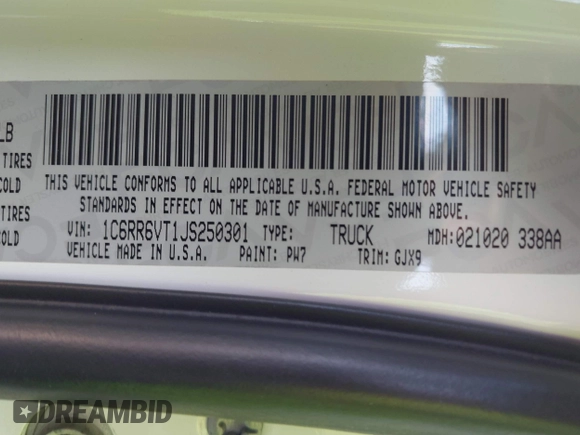 LB
TIRES
COLD
TIRES
COLD
THIS VEHICLE CONFORMS TO ALL APPLICABLE U.S.A. FEDERAL MOTOR VEHICLE SAFETY
STANDARDS IN EFFECT ON THE DATE OF MANUFACTURE SHOWN ABOVE.
VIN: 1C6RR6VT1JS250301 TYPE: TRUCK MDH:021020 338AA
VEHICLE MADE IN U.S.A. PAINT: PW7 TRIM: GJX9
DREAMBID